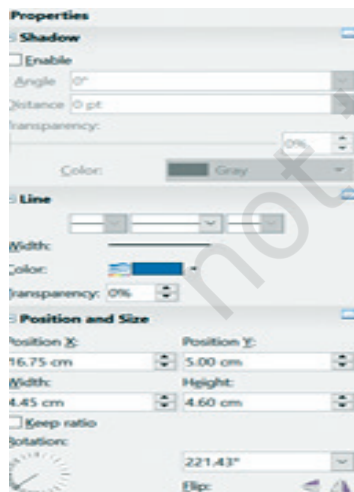 Properties
Shadow
Enable
Angle 0°
Distance 0 pt
Transparency:
0%
Color: Gray
Line
Width:
Color:
Transparency: 0%
Position and Size
Position X: Position Y:
16.75 cm 5.00 cm
Width: Height:
4.45 cm 4.60 cm
Keep ratio
Rotation:
221.43°
Flip:
not